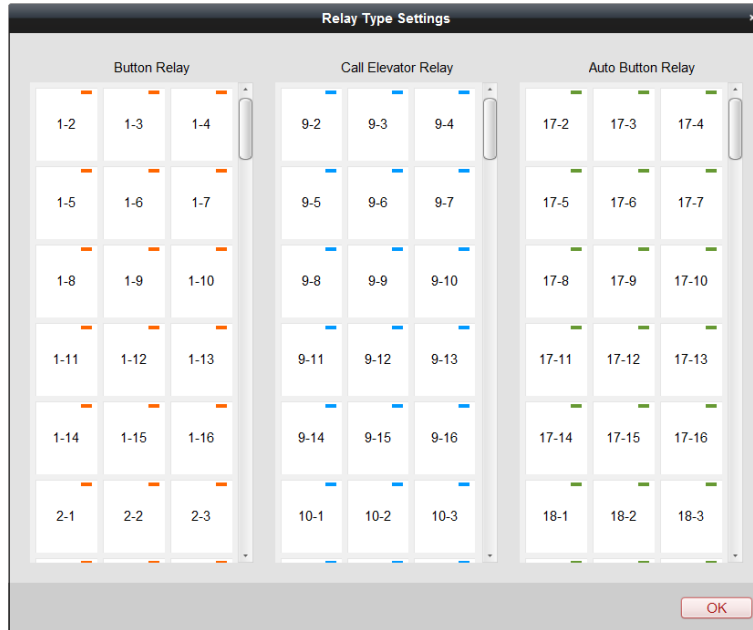 Relay Type Settings
Button Relay Call Elevator Relay Auto Button Relay
1-2 1-3 1-4 9-2 9-3 9-4 17-2 17-3 17-4
1-5 1-6 1-7 9-5 9-6 9-7 17-5 17-6 17-7
1-8 1-9 1-10 9-8 9-9 9-10 17-8 17-9 17-10
1-11 1-12 1-13 9-11 9-12 9-13 17-11 17-12 17-13
1-14 1-15 1-16 9-14 9-15 9-16 17-14 17-15 17-16
2-1 2-2 2-3 10-1 10-2 10-3 18-1 18-2 18-3
OK